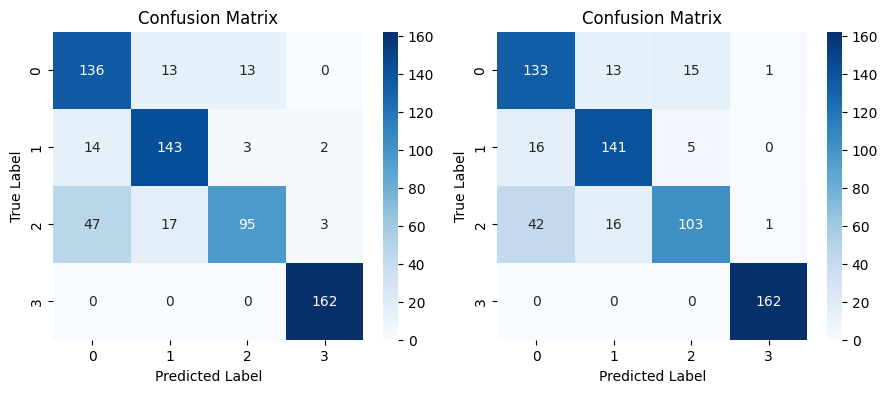 Confusion Matrix
0 136 13 13 0
1 14 143 3 2
2 47 17 95 3
3 0 0 0 162
0 1 2 3
Predicted Label
True Label
160
140
120
100
80
60
40
20
0
Confusion Matrix
0 133 13 15 1
1 16 141 5 0
2 42 16 103 1
3 0 0 0 162
0 1 2 3
Predicted Label
True Label
160
140
120
100
80
60
40
20
0